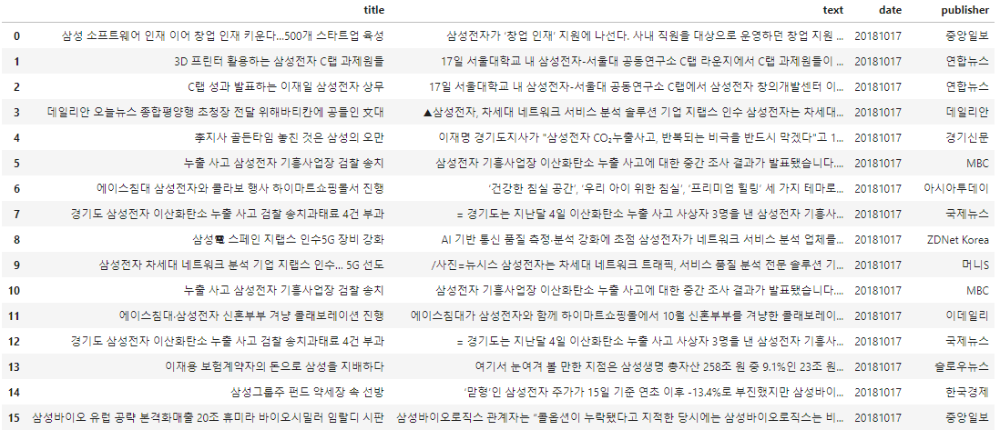 title text date publisher
0 삼성 소프트웨어 인재 이어 창업 인재 키운다...500개 스타트업 육성 삼성전자가 '창업 인재' 지원에 나선다. 사내 직원을 대상으로 운영하던 창업 지원 ... 20181017 중앙일보
1 3D 프린터 활용하는 삼성전자 C랩 과제원들 17일 서울대학교 내 삼성전자-서울대 공동연구소 C랩 라운지에서 C랩 과제원들이 ... 20181017 연합뉴스
2 C랩 성과 발표하는 이재일 삼성전자 상무 17일 서울대학교 내 삼성전자-서울대 공동연구소 C랩에서 삼성전자 창의개발센터 이... 20181017 연합뉴스
3 데일리안 오늘뉴스 종합평양행 초청장 전달 위해바티칸에 공들인 文대 ▲삼성전자, 차세대 네트워크 서비스 분석 솔루션 기업 지랩스 인수 삼성전자는 차세대... 20181017 데일리안
4 李지사 골든타임 놓친 것은 삼성의 오만 이재명 경기도지사가 "삼성전자 CO₂누출사고, 반복되는 비극을 반드시 막겠다"고 1... 20181017 경기신문
5 누출 사고 삼성전자 기흥사업장 검찰 송치 삼성전자 기흥사업장 이산화탄소 누출 사고에 대한 중간 조사 결과가 발표됐습니다.... 20181017 MBC
6 에이스침대 삼성전자와 콜라보 행사 하이마트쇼핑몰서 진행 '건강한 침실 공간', '우리 아이 위한 침실', '프리미엄 힐링' 세 가지 테마로... 20181017 아시아투데이
7 경기도 삼성전자 이산화탄소 누출 사고 검찰 송치과태료 4건 부과 = 경기도는 지난달 4일 이산화탄소 누출 사고 사상자 3명을 낸 삼성전자 기흥사... 20181017 국제뉴스
8 삼성電 스페인 지랩스 인수5G 장비 강화 AI 기반 통신 품질 측정·분석 강화에 초점 삼성전자가 네트워크 서비스 분석 업체를... 20181017 ZDNet Korea
9 삼성전자 차세대 네트워크 분석 기업 지랩스 인수... 5G 선도 /사진=뉴시스 삼성전자는 차세대 네트워크 트래픽, 서비스 품질 분석 전문 솔루션 기... 20181017 머니S
10 누출 사고 삼성전자 기흥사업장 검찰 송치 삼성전자 기흥사업장 이산화탄소 누출 사고에 대한 중간 조사 결과가 발표됐습니다.... 20181017 MBC
11 에이스침대·삼성전자 신혼부부 겨냥 콜래보레이션 진행 에이스침대가 삼성전자와 함께 하이마트쇼핑몰에서 10월 신혼부부를 겨냥한 콜래보레이... 20181017 이데일리
12 경기도 삼성전자 이산화탄소 누출 사고 검찰 송치과태료 4건 부과 = 경기도는 지난달 4일 이산화탄소 누출 사고 사상자 3명을 낸 삼성전자 기흥사... 20181017 국제뉴스
13 이재용 보험계약자의 돈으로 삼성을 지배하다 여기서 눈여겨 볼 만한 지점은 삼성생명 총자산 258조 원 중 9.1%인 23조 원... 20181017 슬로우뉴스
14 삼성그룹주 펀드 약세장 속 선방 '맏형'인 삼성전자 주가가 15일 기준 연초 이후 -13.4%로 부진했지만 삼성바이... 20181017 한국경제
15 삼성바이오 유럽 공략 본격화매출 20조 휴미라 바이오시밀러 임랄디 시판 삼성바이오로직스 관계자는 "콜옵션이 누락됐다고 지적한 당시에는 삼성바이오로직스는 비... 20181017 중앙일보